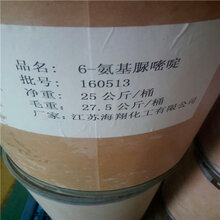 品名: 6-氨基脲嘧啶
批号: 160513
净重: 25 公斤/桶
毛重: 27.5 公斤/桶
厂家: 江苏海翔化工有限公司